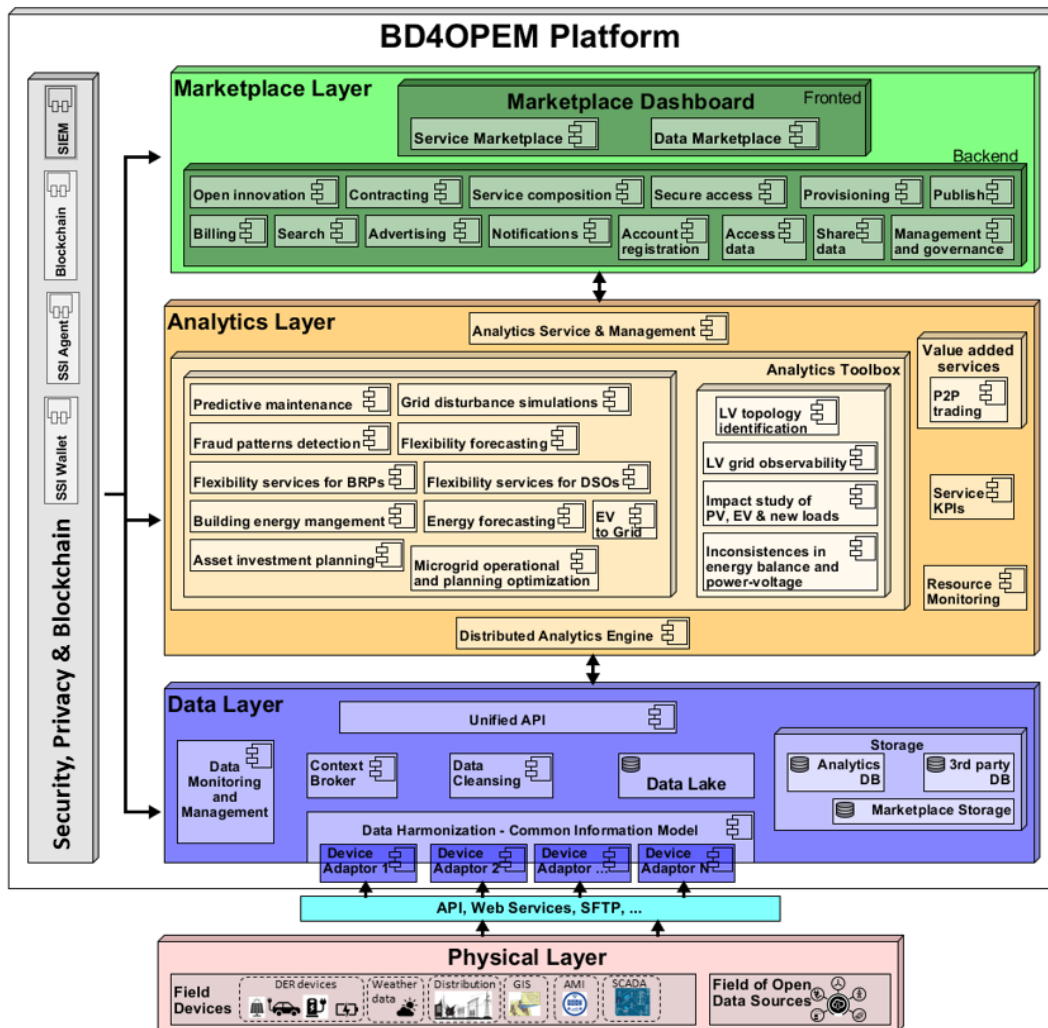 BD4OPEM Platform
Security, Privacy & Blockchain
SIEM
Blockchain
SSI Agent
SSI Wallet
Marketplace Layer
Marketplace Dashboard
Fronted
Service Marketplace
Data Marketplace
Backend
Open innovation
Contracting
Service composition
Secure access
Provisioning
Publish
Billing
Search
Advertising
Notifications
Account
registration
Access
data
Share
data
Management
and governance
Analytics Layer
Analytics Service & Management
Analytics Toolbox
Predictive maintenance
Grid disturbance simulations
Fraud patterns detection
Flexibility forecasting
Flexibility services for BRPs
Flexibility services for DSOs
Building energy mangement
Energy forecasting
EV
to Grid
Asset investment planning
Microgrid operational
and planning optimization
LV topology
identification
LV grid observability
Impact study of
PV, EV & new loads
Inconsistences in
energy balance and
power-voltage
Value added
services
P2P
trading
Service
KPIs
Resource
Monitoring
Distributed Analytics Engine
Data Layer
Unified API
Data
Monitoring
and
Management
Context
Broker
Data
Cleansing
Data Lake
Storage
Analytics
DB
3rd party
DB
Marketplace Storage
Data Harmonization - Common Information Model
Device
Adaptor 1
Device
Adaptor 2
Device
Adaptor ...
Device
Adaptor N
API, Web Services, SFTP, ...
Physical Layer
Field
Devices
DER devices
Weather
data
Distribution
GIS
AMI
SCADA
Field of Open
Data Sources